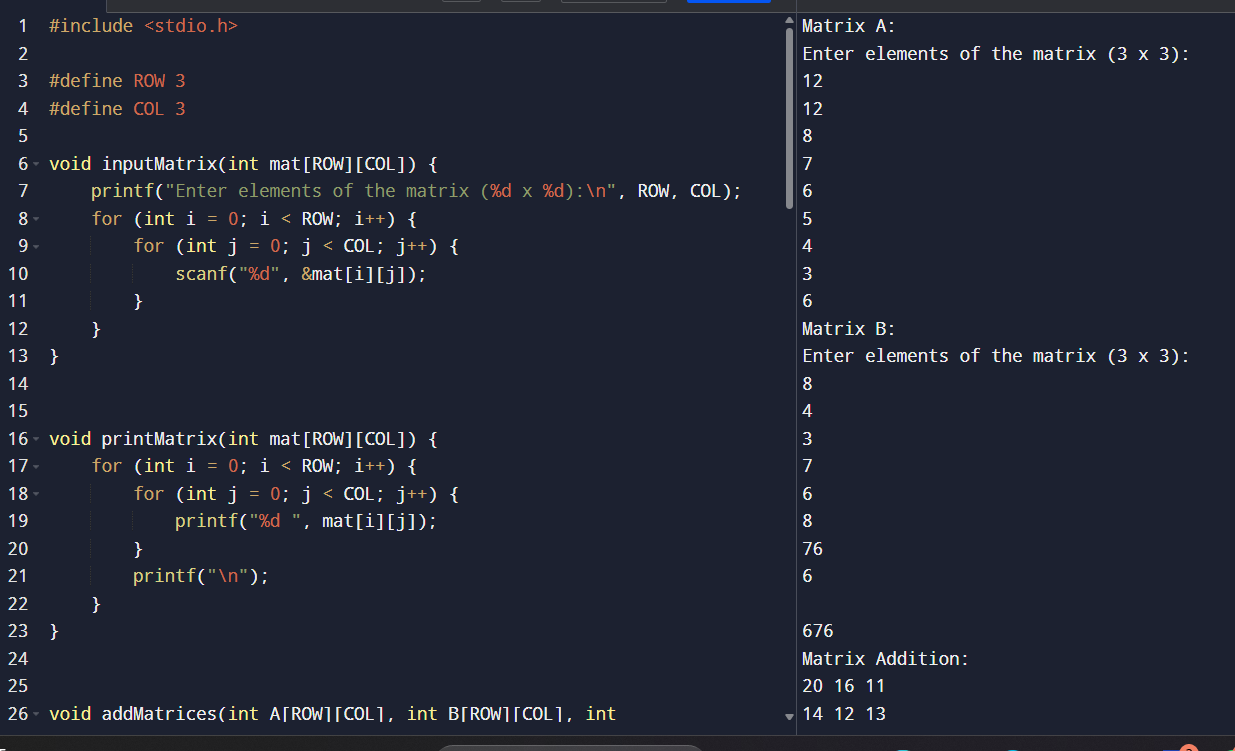 1 #include <stdio.h>
2
3 #define ROW 3
4 #define COL 3
5
6 void inputMatrix(int mat[ROW][COL]) {
7     printf("Enter elements of the matrix (%d x %d):\n", ROW, COL);
8     for (int i = 0; i < ROW; i++) {
9         for (int j = 0; j < COL; j++) {
10             scanf("%d", &mat[i][j]);
11         }
12     }
13 }
14
15
16 void printMatrix(int mat[ROW][COL]) {
17     for (int i = 0; i < ROW; i++) {
18         for (int j = 0; j < COL; j++) {
19             printf("%d ", mat[i][j]);
20         }
21         printf("\n");
22     }
23 }
24
25
26 void addMatrices(int A[ROW][COL], int B[ROW][COL], int
Matrix A:
Enter elements of the matrix (3 x 3):
12
12
8
7
6
5
4
3
6
Matrix B:
Enter elements of the matrix (3 x 3):
8
4
3
7
6
8
76
6

676
Matrix Addition:
20 16 11
14 12 13